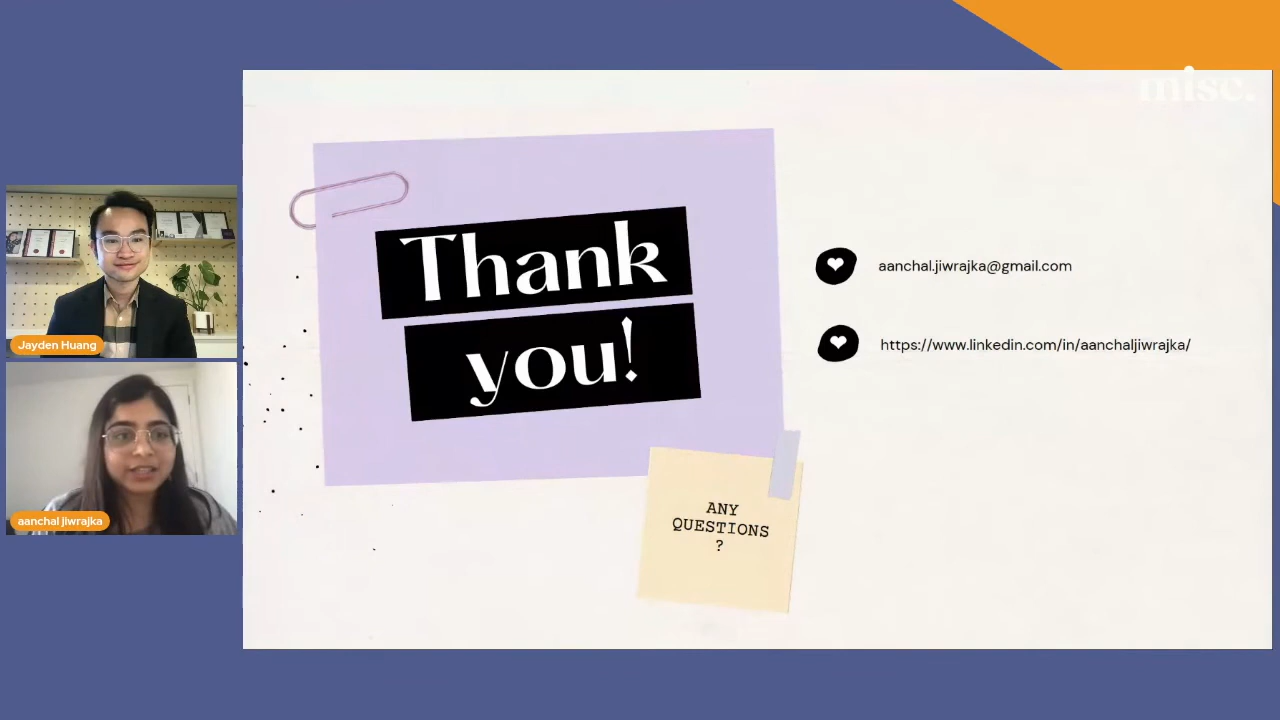 misc.
Thank
you!
aanchal.jiwrajka@gmail.com
https://www.linkedin.com/in/aanchaljiwrajka/
ANY
QUESTIONS
?
Jayden Huang
aanchal jiwrajka